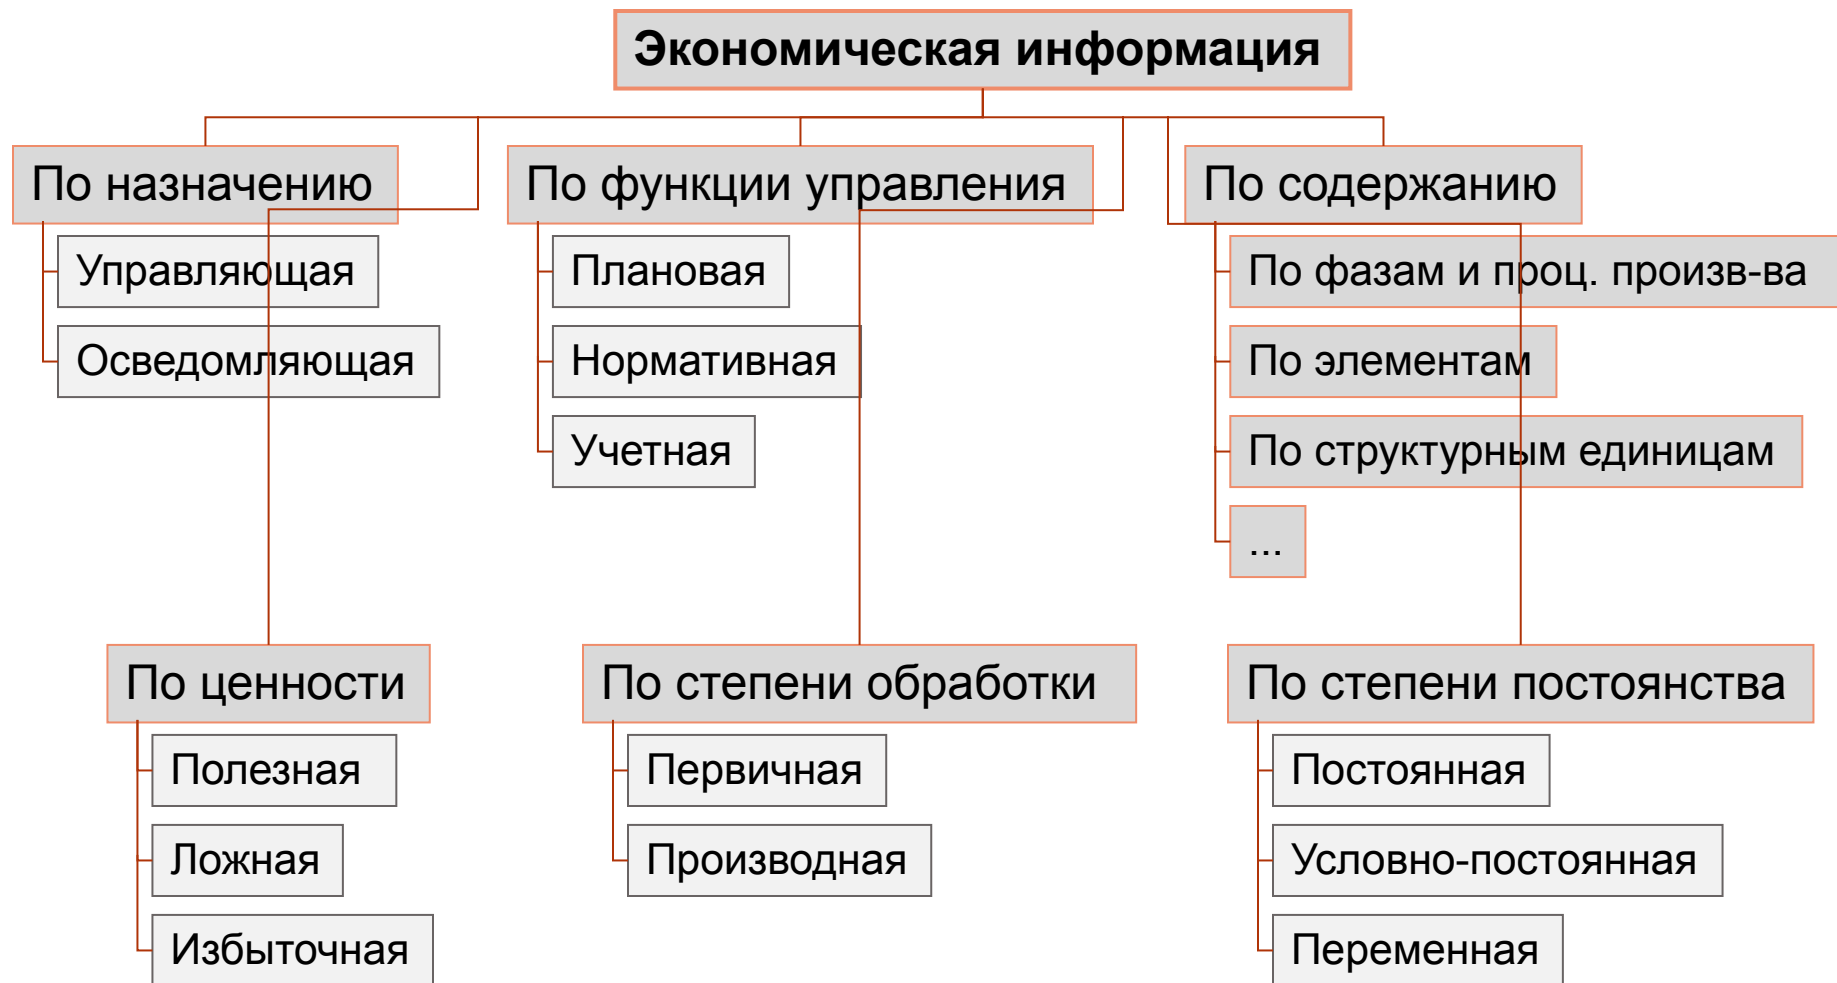 Экономическая информация
По назначению
Управляющая
Осведомляющая
По функции управления
Плановая
Нормативная
Учетная
По содержанию
По фазам и проц. произв-ва
По элементам
По структурным единицам
...
По ценности
Полезная
Ложная
Избыточная
По степени обработки
Первичная
Производная
По степени постоянства
Постоянная
Условно-постоянная
Переменная